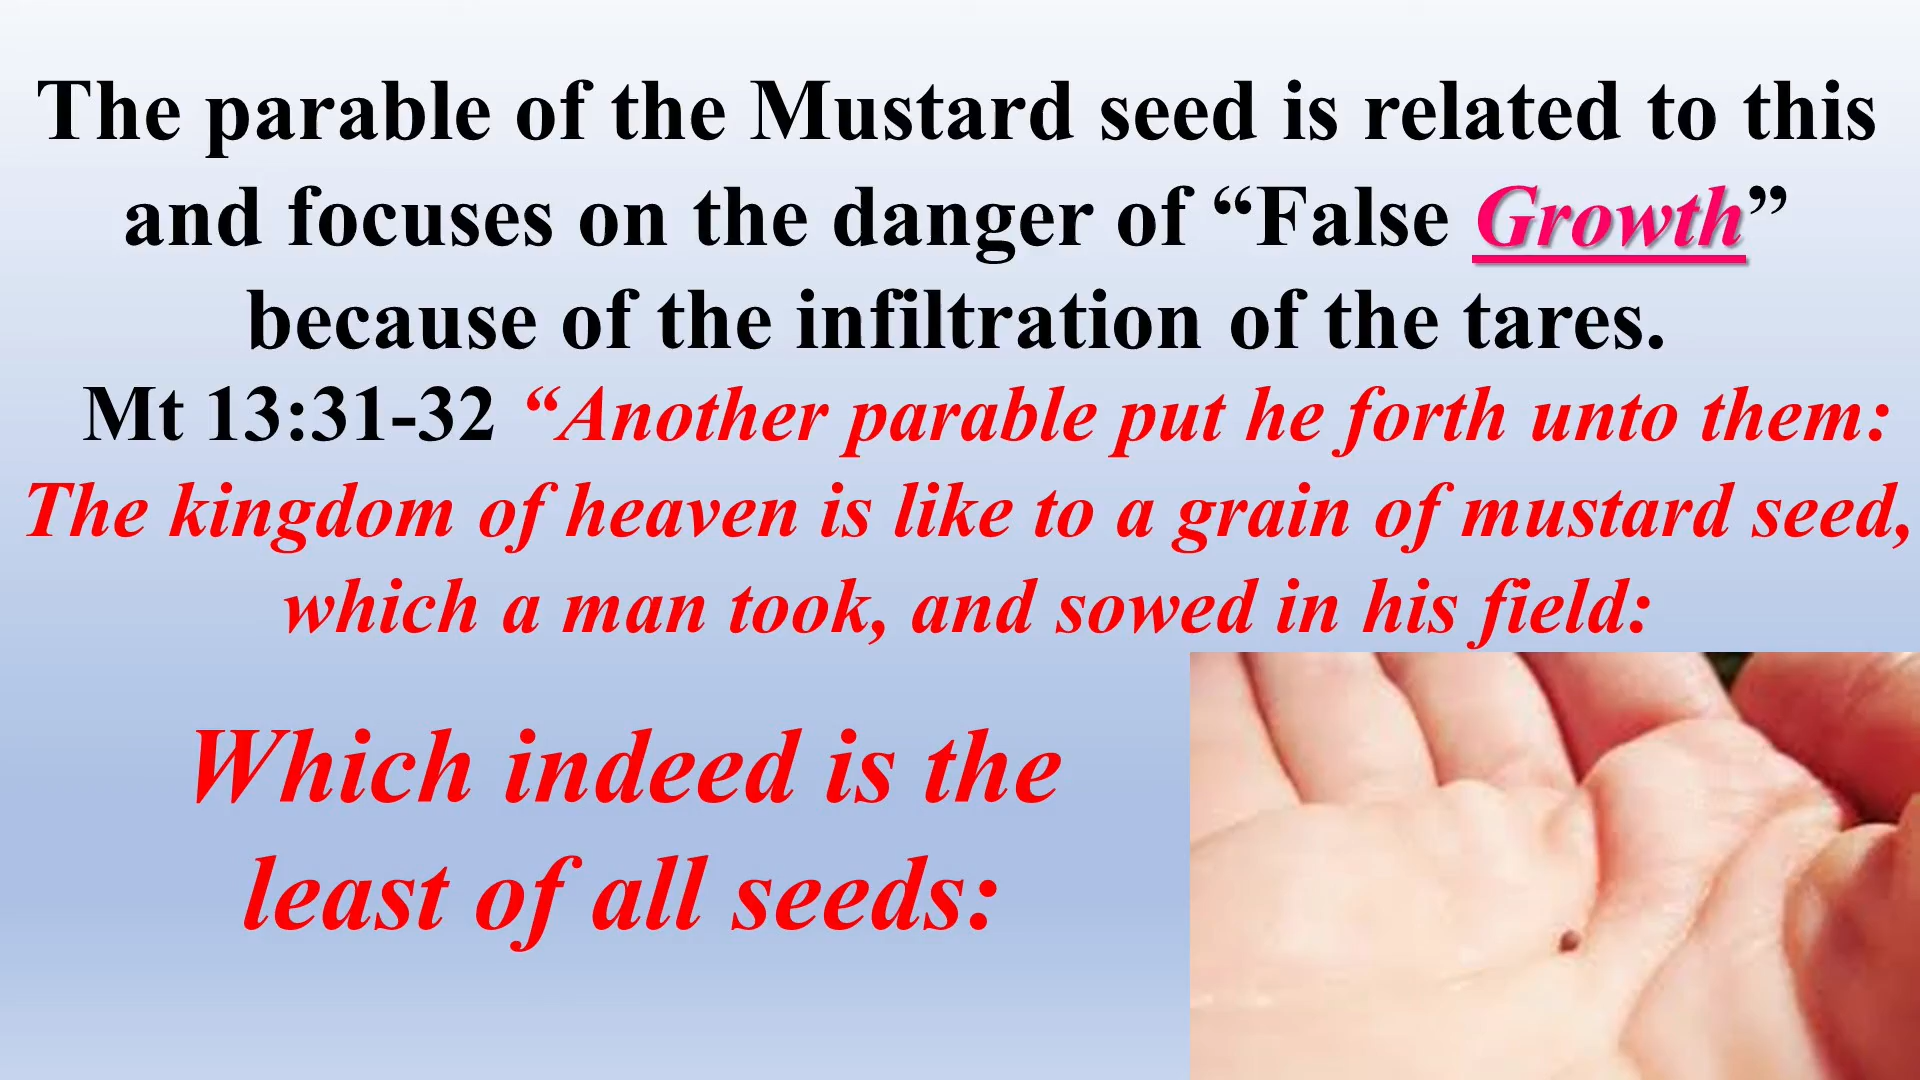 The parable of the Mustard seed is related to this
and focuses on the danger of “False Growth”
because of the infiltration of the tares.
Mt 13:31-32 “Another parable put he forth unto them:
The kingdom of heaven is like to a grain of mustard seed,
which a man took, and sowed in his field:
Which indeed is the
least of all seeds: